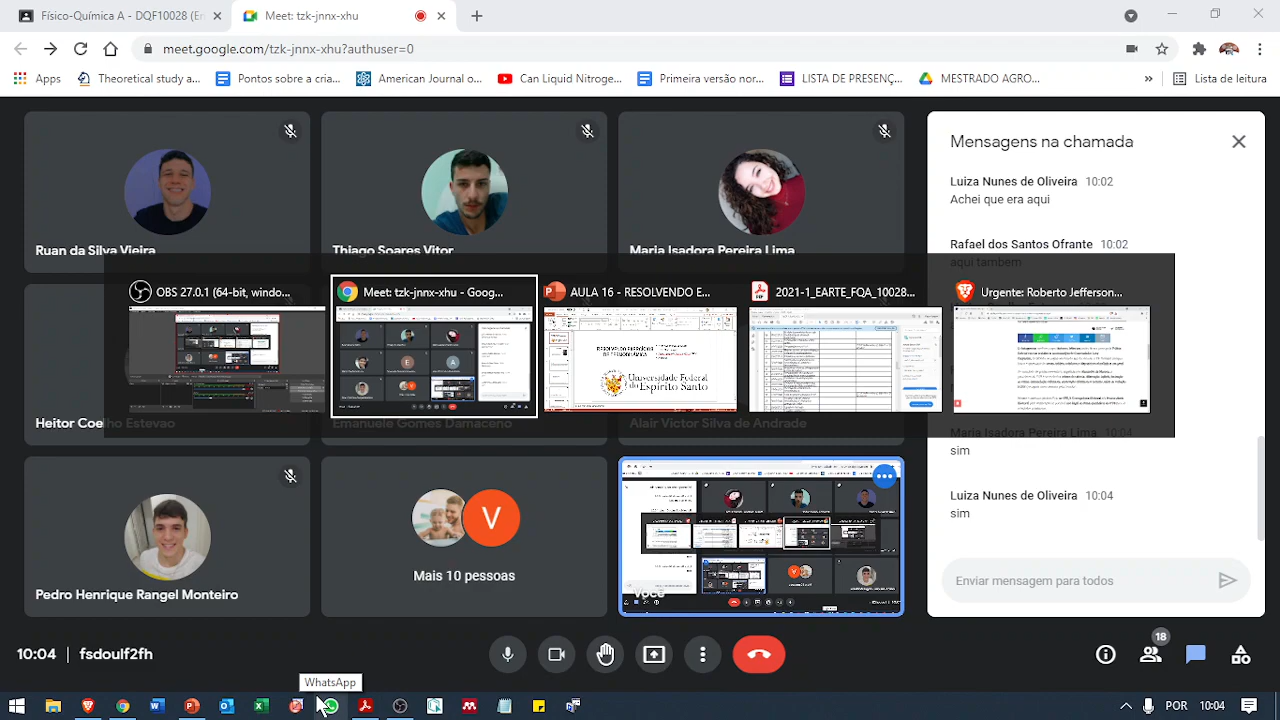 Físico-Química A - DQF10028 (Er
Meet: tzk-jnnx-xhu
meet.google.com/tzk-jnnx-xhu?authuser=0
Apps
Theoretical study a...
Pontos sobre a cria...
American Journal o...
Can Liquid Nitroge...
Primeira versão nor...
LISTA DE PRESENÇ...
MESTRADO AGRO...
»
Lista de leitura
Ruan da Silva Vieira
Thiago Soares Vitor
Maria Isadora Pereira Lima
Mensagens na chamada
Luiza Nunes de Oliveira 10:02
Achei que era aqui
Rafael dos Santos Ofrante 10:02
aqui tambem
OBS 27.0.1 (64-bit, windo...
Meet: tzk-jnnx-xhu - Goog...
AULA 16 - RESOLVENDO E...
2021-1_EARTE_FQA_10028...
Urgente: Roberto Jefferson...
Universidade Federal
do Espírito Santo
Heitor Coelho Estevao
Emanuele Gomes Damaceno
Alair Victor Silva de Andrade
Maria Isadora Pereira Lima 10:04
sim
Luiza Nunes de Oliveira 10:04
sim
Pedro Henrique Rangel Monteiro
V
Mais 10 pessoas
Você
Enviar mensagem para todos
10:04 | fsdoulf2fh
18
WhatsApp
POR 10:04